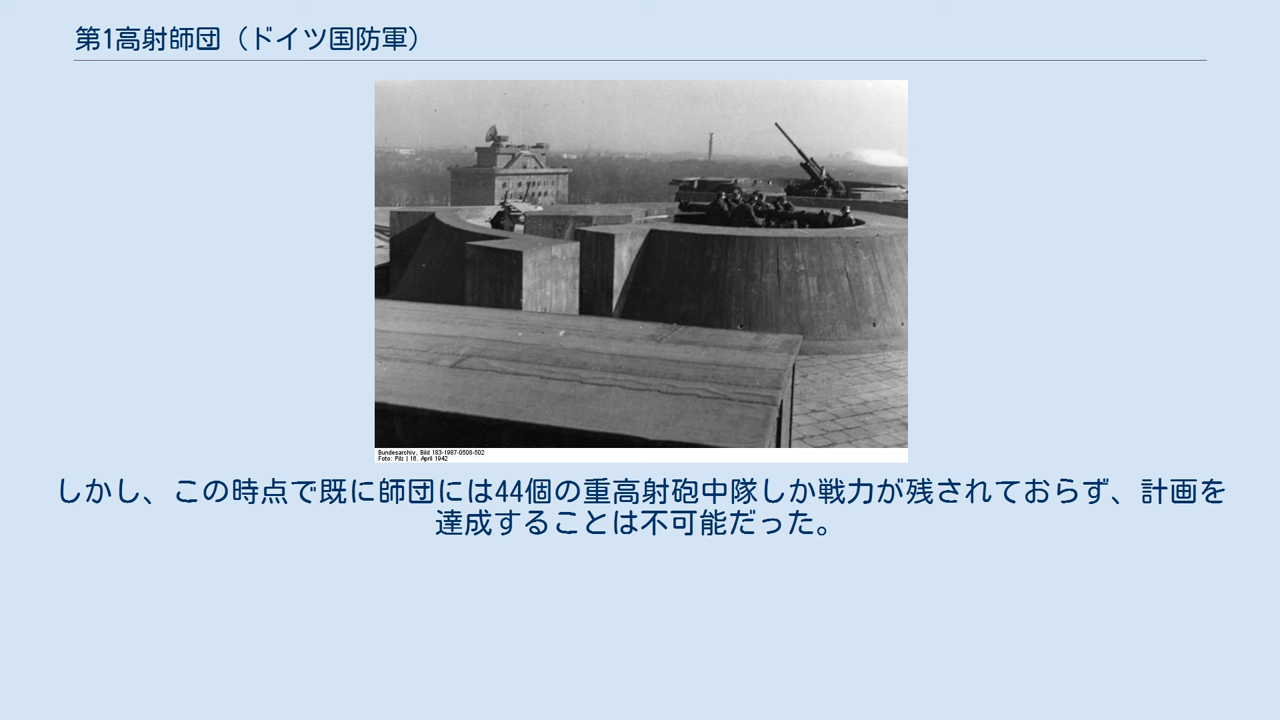 第1高射師団（ドイツ国防軍）
Bundesarchiv, Bild 183-1987-0508-502
Foto: Pilz | 16. April 1942
しかし、この時点で既に師団には44個の重高射砲中隊しか戦力が残されておらず、計画を
達成することは不可能だった。